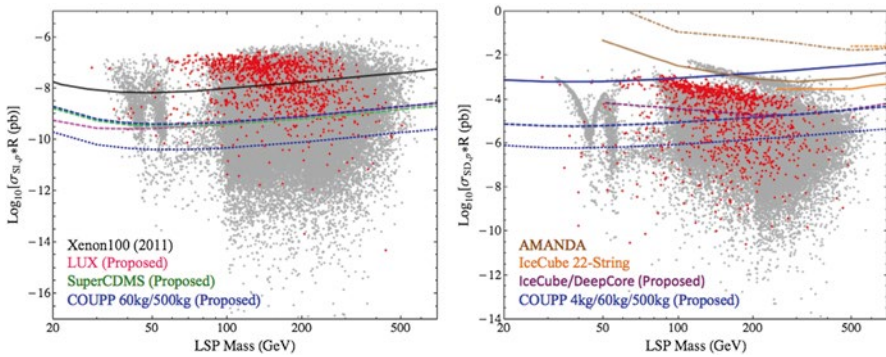 Log₁₀[σSI,p*R (pb)
-6
-8
-10
-12
-14
-16
Xenon100 (2011)
LUX (Proposed)
SuperCDMS (Proposed)
COUPP 60kg/500kg (Proposed)
20 50 100 200 500
LSP Mass (GeV)
Log₁₀[σSD,p*R (pb)
0
-2
-4
-6
-8
-10
-12
-14
AMANDA
IceCube 22-String
IceCube/DeepCore (Proposed)
COUPP 4kg/60kg/500kg (Proposed)
20 50 100 200 500
LSP Mass (GeV)